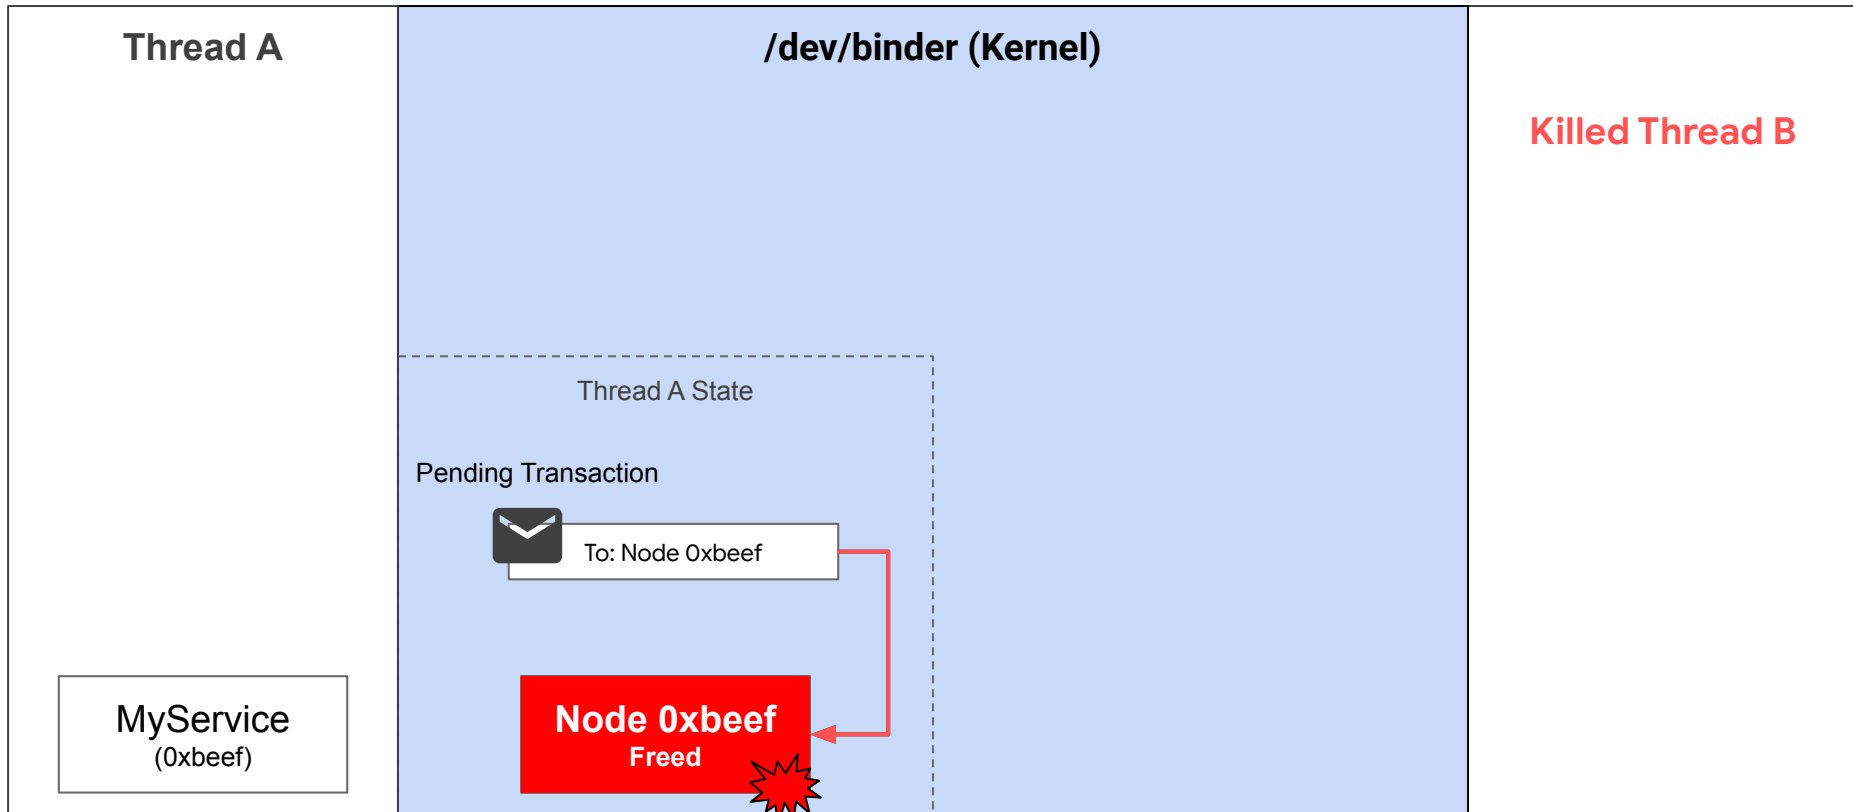 Thread A
/dev/binder (Kernel)
Killed Thread B
Thread A State
Pending Transaction
To: Node 0xbeef
MyService
(0xbeef)
Node 0xbeef
Freed